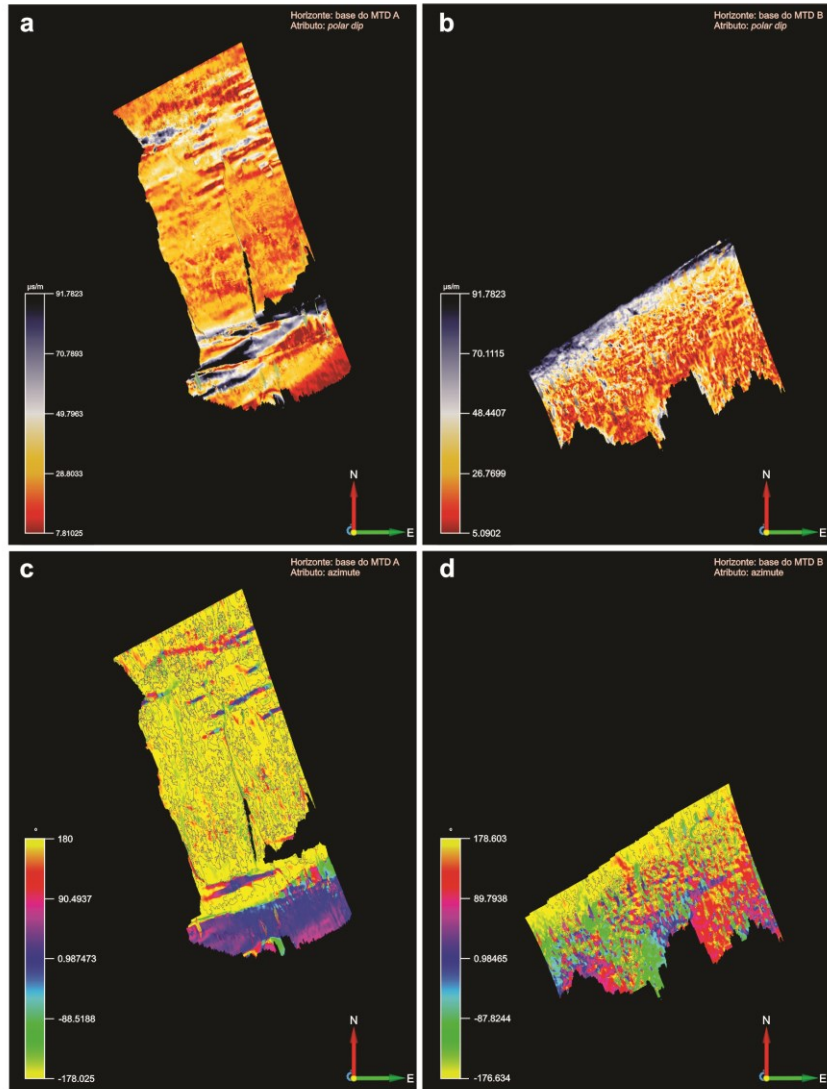 a
Horizonte: base do MTD A
Atributo: polar dip
µs/m
91.7823
70.7893
49.7963
28.8033
7.81025
N
E
b
Horizonte: base do MTD B
Atributo: polar dip
µs/m
91.7823
70.1115
48.4407
26.7699
5.0902
N
E
c
Horizonte: base do MTD A
Atributo: azimute
°
180
90.4937
0.987473
-88.5188
-178.025
N
E
d
Horizonte: base do MTD B
Atributo: azimute
°
178.603
89.7938
0.98465
-87.8244
-176.634
N
E